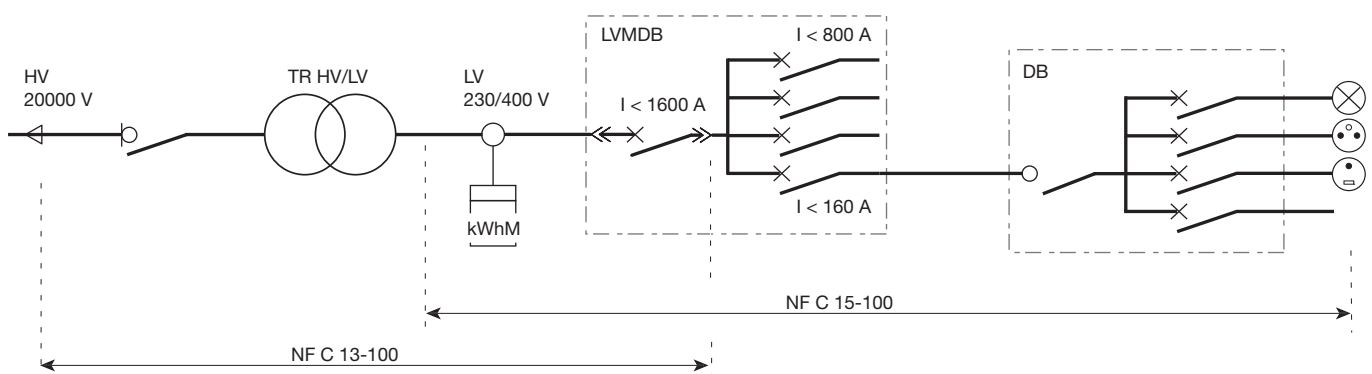 HV
20000 V
TR HV/LV
LV
230/400 V
kWhM
LVMDB
I < 1600 A
I < 800 A
I < 160 A
DB
NF C 15-100
NF C 13-100